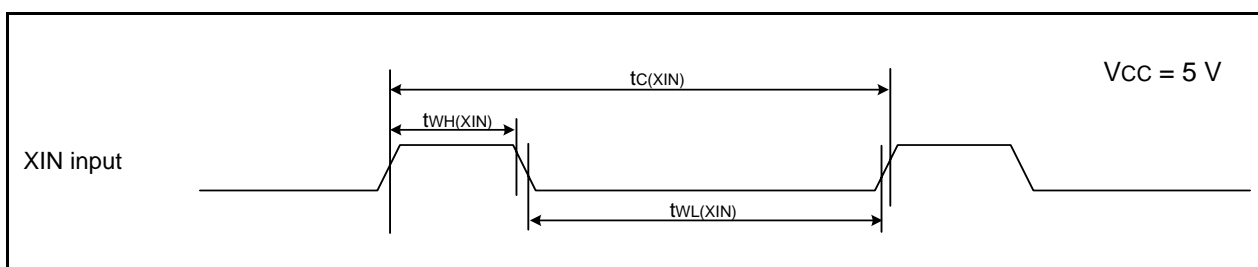 VCC = 5 V
tC(XIN)
tWH(XIN)
XIN input
tWL(XIN)